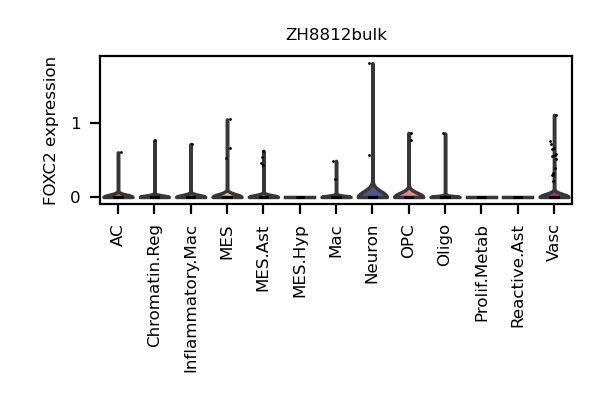 ZH8812bulk
FOXC2 expression
1
0
AC
Chromatin.Reg
Inflammatory.Mac
MES
MES.Ast
MES.Hyp
Mac
Neuron
OPC
Oligo
Prolif.Metab
Reactive.Ast
Vasc